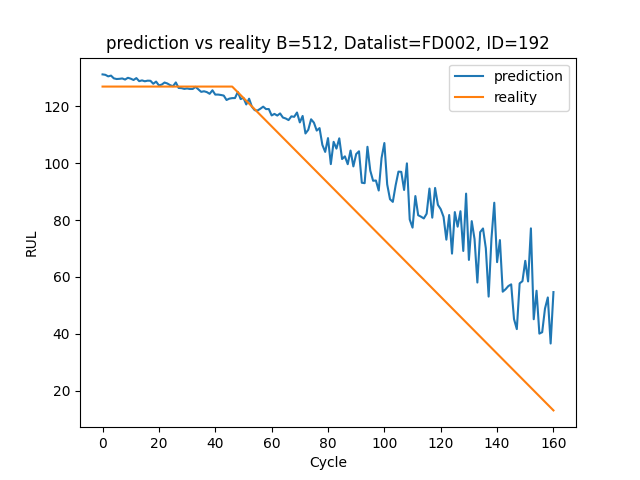 prediction vs reality B=512, Datalist=FD002, ID=192
prediction
reality
120
100
80
60
40
20
RUL
0 20 40 60 80 100 120 140 160
Cycle